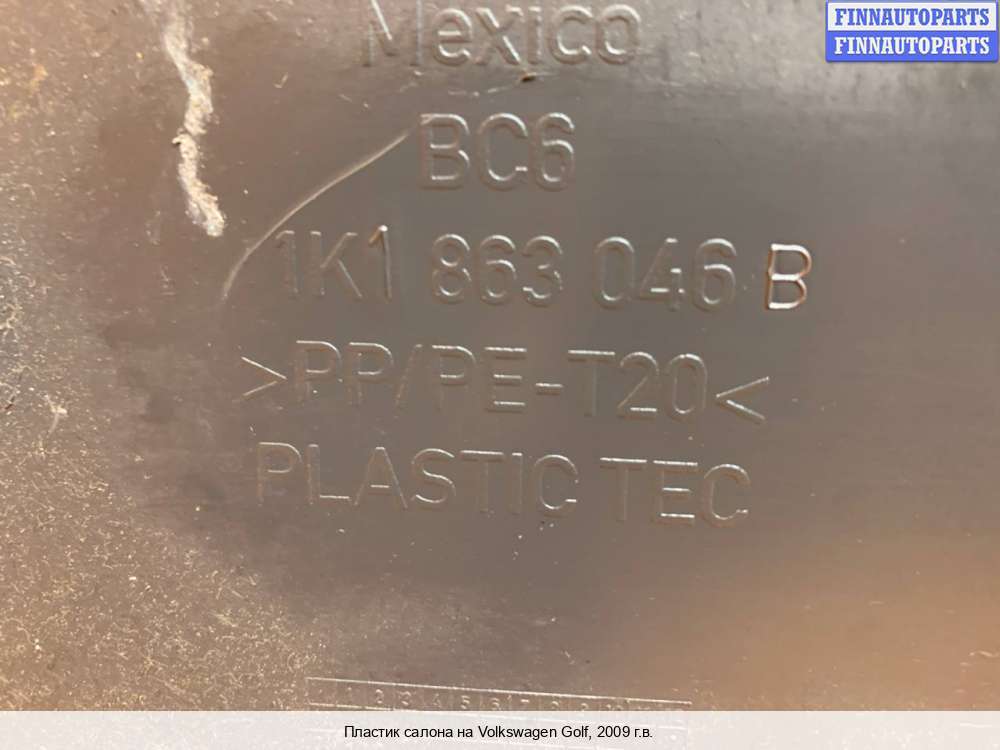 FINNAUTOPARTS
FINNAUTOPARTS
Mexico
BC6
1K1 863 046 B
>PP/PE-T20<
PLASTIC TEC
Пластик салона на Volkswagen Golf, 2009 г.в.